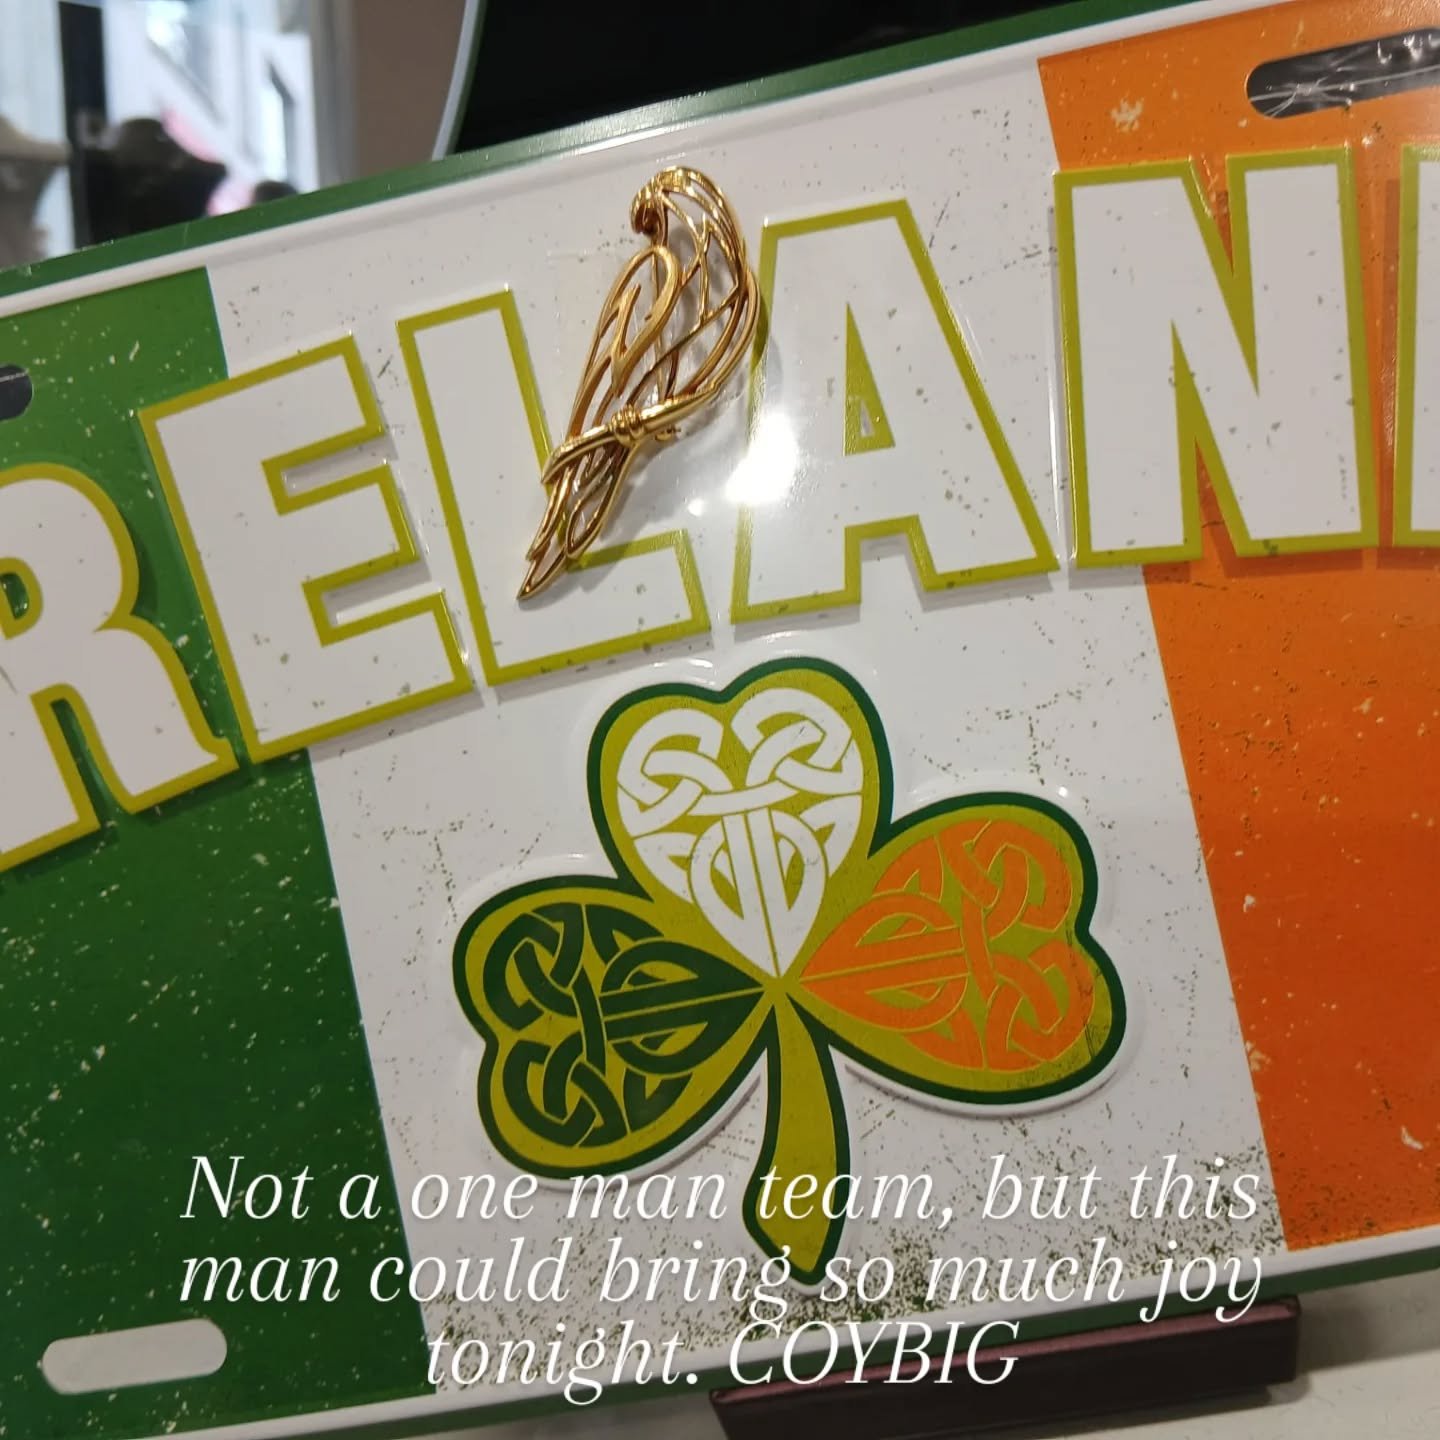 RELAN
Not a one man team, but this
man could bring so much joy
tonight. COYBIG